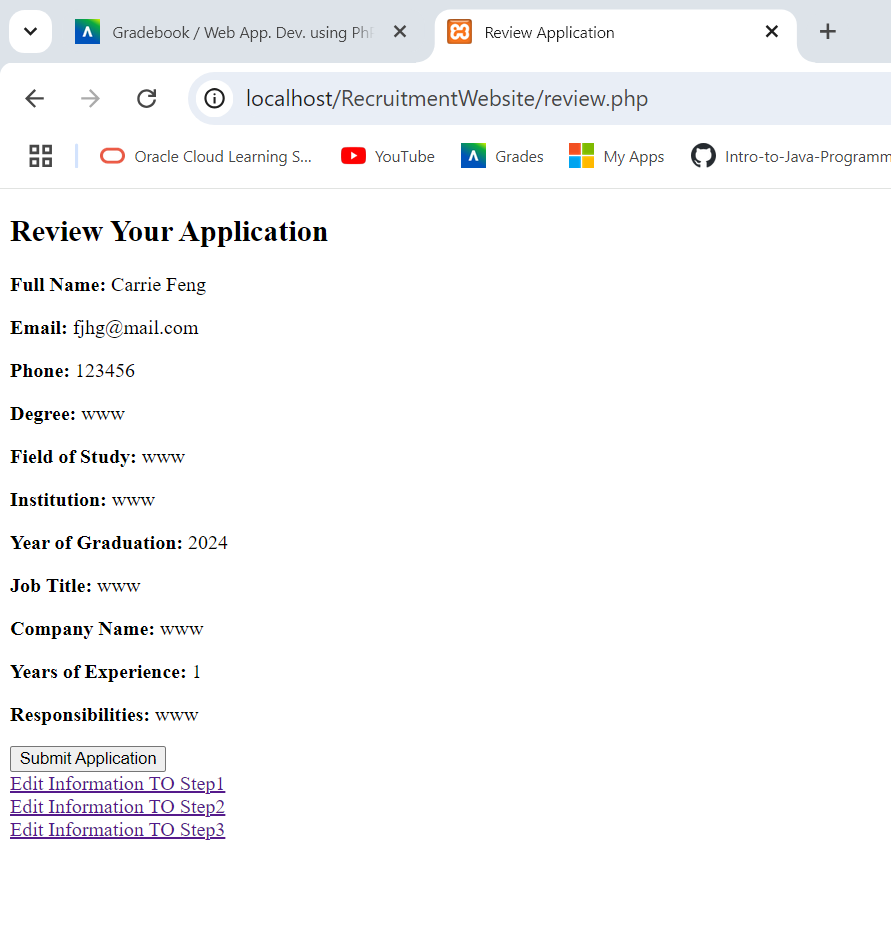 Gradebook / Web App. Dev. using PhP
Review Application
localhost/RecruitmentWebsite/review.php
Oracle Cloud Learning S...
YouTube
Grades
My Apps
Intro-to-Java-Programm
Review Your Application
Full Name: Carrie Feng
Email: fjhg@mail.com
Phone: 123456
Degree: www
Field of Study: www
Institution: www
Year of Graduation: 2024
Job Title: www
Company Name: www
Years of Experience: 1
Responsibilities: www
Submit Application
Edit Information TO Step1
Edit Information TO Step2
Edit Information TO Step3